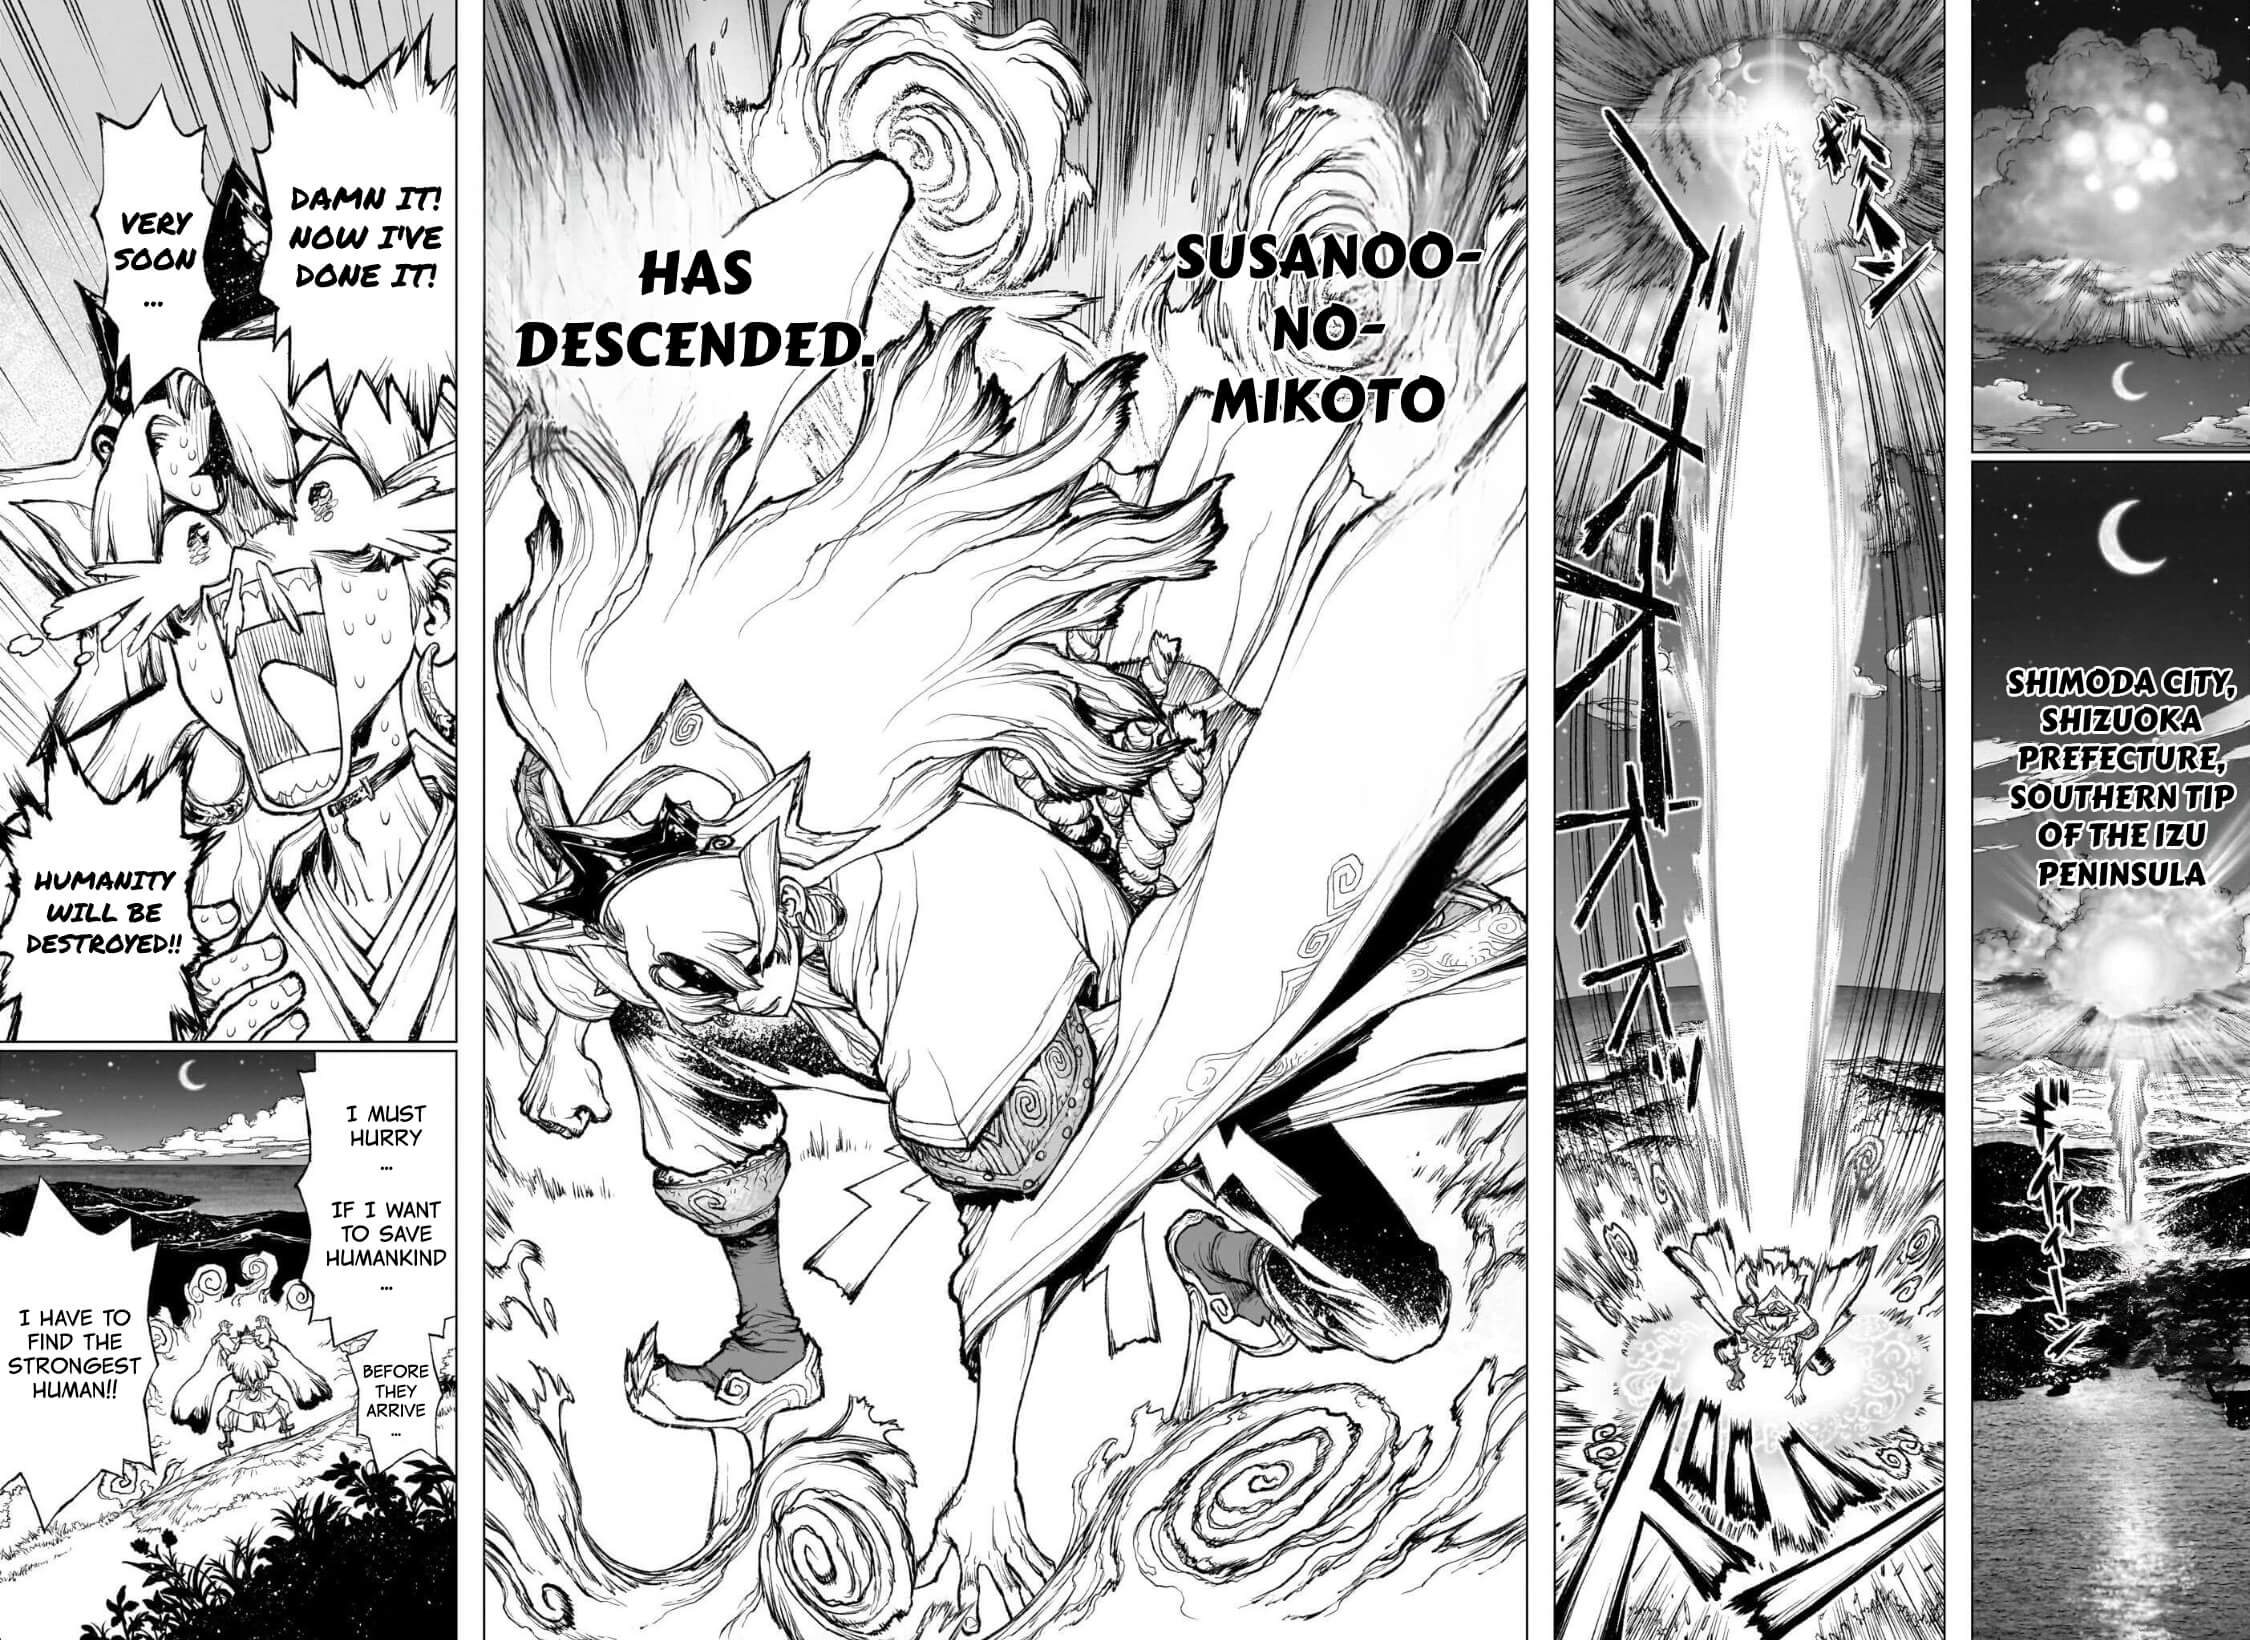 SHIMODA CITY,
SHIZUOKA
PREFECTURE,
SOUTHERN TIP
OF THE IZU
PENINSULA
SUSANOO-
NO-
MIKOTO
HAS
DESCENDED.
DAMN IT!
NOW I'VE
DONE IT!
VERY
SOON
...
HUMANITY
WILL BE
DESTROYED!!
I MUST
HURRY
...
IF I WANT
TO SAVE
HUMANKIND
...
BEFORE
THEY
ARRIVE
...
I HAVE TO
FIND THE
STRONGEST
HUMAN!!